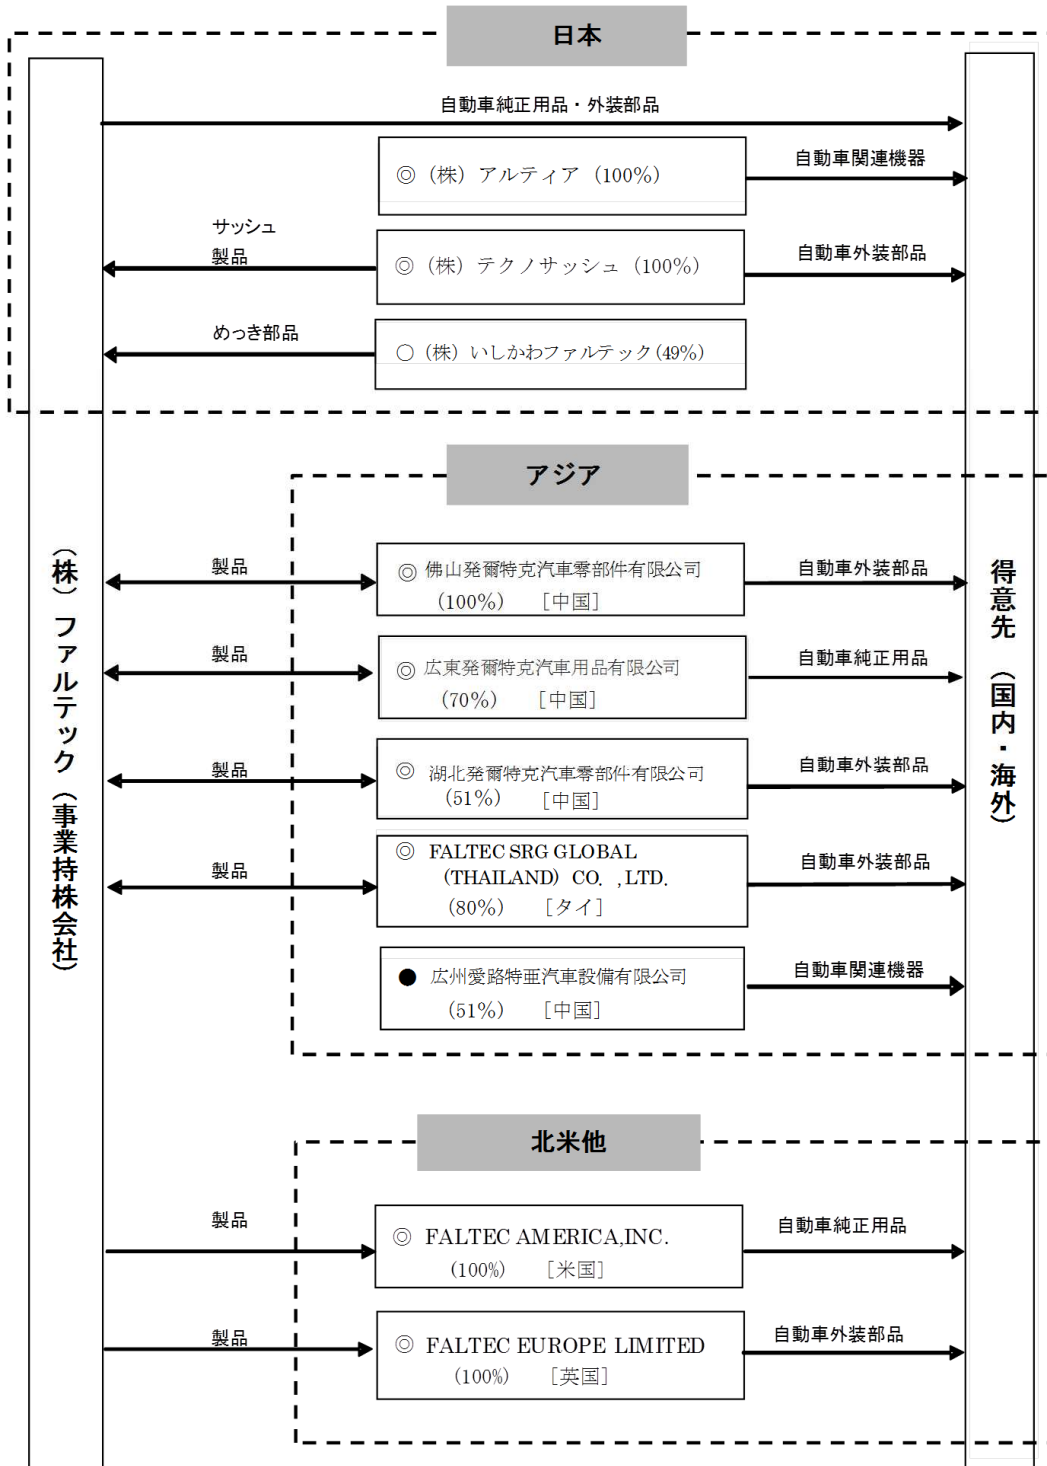 日本
自動車純正用品・外装部品
◎（株）アルティア（100％）
自動車関連機器
サッシュ
製品
◎（株）テクノサッシュ（100％）
自動車外装部品
めっき部品
○（株）いしかわファルテック(49％)
アジア
（株）ファルテック（事業持株会社）
得意先（国内・海外）
製品
◎ 佛山発爾特克汽車零部件有限公司
（100％）　［中国］
自動車外装部品
製品
◎ 広東発爾特克汽車用品有限公司
（70％）　［中国］
自動車純正用品
製品
◎ 湖北発爾特克汽車零部件有限公司
（51％）　［中国］
自動車外装部品
製品
◎ FALTEC SRG GLOBAL
（THAILAND） CO. ,LTD.
（80％）　［タイ］
自動車外装部品
● 広州愛路特亜汽車設備有限公司
（51％）　［中国］
自動車関連機器
北米他
製品
◎ FALTEC AMERICA,INC.
（100％）　［米国］
自動車純正用品
製品
◎ FALTEC EUROPE LIMITED
（100％）　［英国］
自動車外装部品